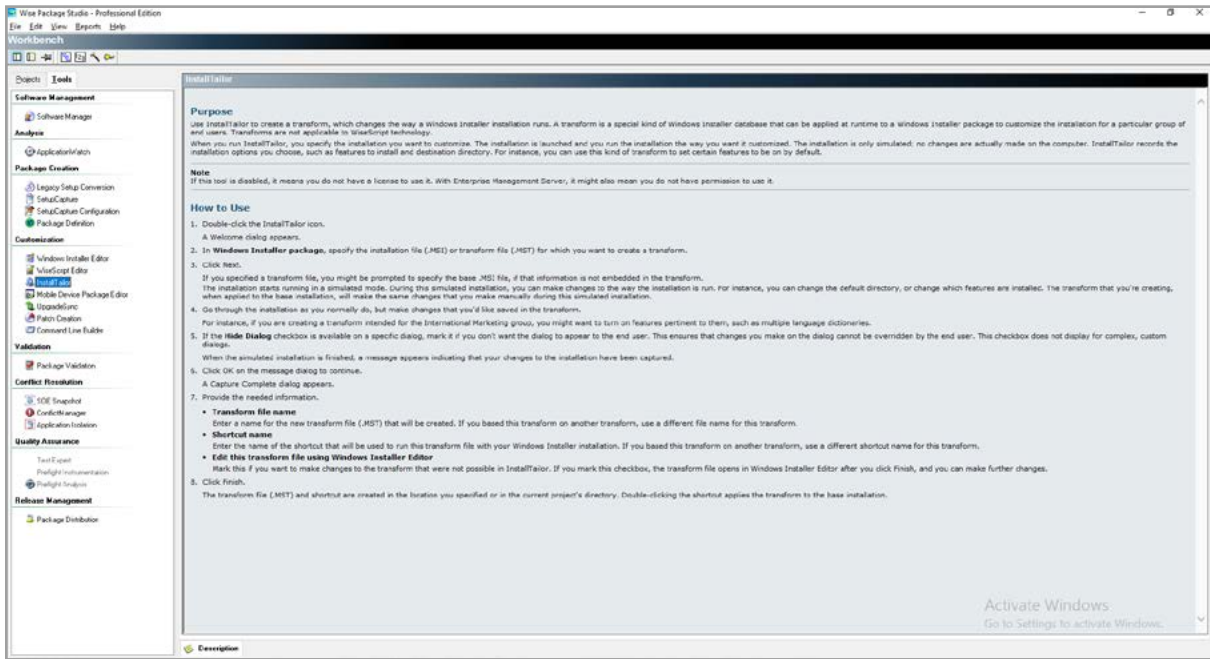 Wise Package Studio - Professional Edition
File Edit View Reports Help
Workbench
Projects Tools
Software Management
Software Manager
Analysis
ApplicationWatch
Package Creation
Legacy Setup Conversion
SetupCapture
SetupCapture Configuration
Package Definition
Customization
Windows Installer Editor
WiseScript Editor
InstallTailor
Mobile Device Package Editor
UpgradeSync
Patch Creation
Command Line Builder
Validation
Package Validation
Conflict Resolution
SOE Snapshot
ConflictManager
Application Isolation
Quality Assurance
Test Expert
Preflight Instrumentation
Preflight Analysis
Release Management
Package Distribution
InstallTailor
Purpose
Use InstallTailor to create a transform, which changes the way a Windows Installer installation runs. A transform is a special kind of Windows Installer database that can be applied at runtime to a Windows Installer package to customize the installation for a particular group of
end users. Transforms are not applicable to WiseScript technology.
When you run InstallTailor, you specify the installation you want to customize. The installation is launched and you run the installation the way you want it customized. The installation is only simulated; no changes are actually made on the computer. InstallTailor records the
installation options you choose, such as features to install and destination directory. For instance, you can use this kind of transform to set certain features to be on by default.
Note
If this tool is disabled, it means you do not have a license to use it. With Enterprise Management Server, it might also mean you do not have permission to use it.
How to Use
1. Double-click the InstallTailor icon.
A Welcome dialog appears.
2. In Windows Installer package, specify the installation file (.MSI) or transform file (.MST) for which you want to create a transform.
3. Click Next.
If you specified a transform file, you might be prompted to specify the base .MSI file, if that information is not embedded in the transform.
The installation starts running in a simulated mode. During this simulated installation, you can make changes to the way the installation is run. For instance, you can change the default directory, or change which features are installed. The transform that you're creating,
when applied to the base installation, will make the same changes that you make manually during this simulated installation.
4. Go through the installation as you normally do, but make changes that you'd like saved in the transform.
For instance, if you are creating a transform intended for the International Marketing group, you might want to turn on features pertinent to them, such as multiple language dictionaries.
5. If the Hide Dialog checkbox is available on a specific dialog, mark it if you don't want the dialog to appear to the end user. This ensures that changes you make on the dialog cannot be overridden by the end user. This checkbox does not display for complex, custom
dialogs.
When the simulated installation is finished, a message appears indicating that your changes to the installation have been captured.
6. Click OK on the message dialog to continue.
A Capture Complete dialog appears.
7. Provide the needed information.
• Transform file name
Enter a name for the new transform file (.MST) that will be created. If you based this transform on another transform, use a different file name for this transform.
• Shortcut name
Enter the name of the shortcut that will be used to run this transform file with your Windows Installer installation. If you based this transform on another transform, use a different shortcut name for this transform.
• Edit this transform file using Windows Installer Editor
Mark this if you want to make changes to the transform that were not possible in InstallTailor. If you mark this checkbox, the transform file opens in Windows Installer Editor after you click Finish, and you can make further changes.
8. Click Finish.
The transform file (.MST) and shortcut are created in the location you specified or in the current project's directory. Double-clicking the shortcut applies the transform to the base installation.
Activate Windows
Go to Settings to activate Windows.
Description